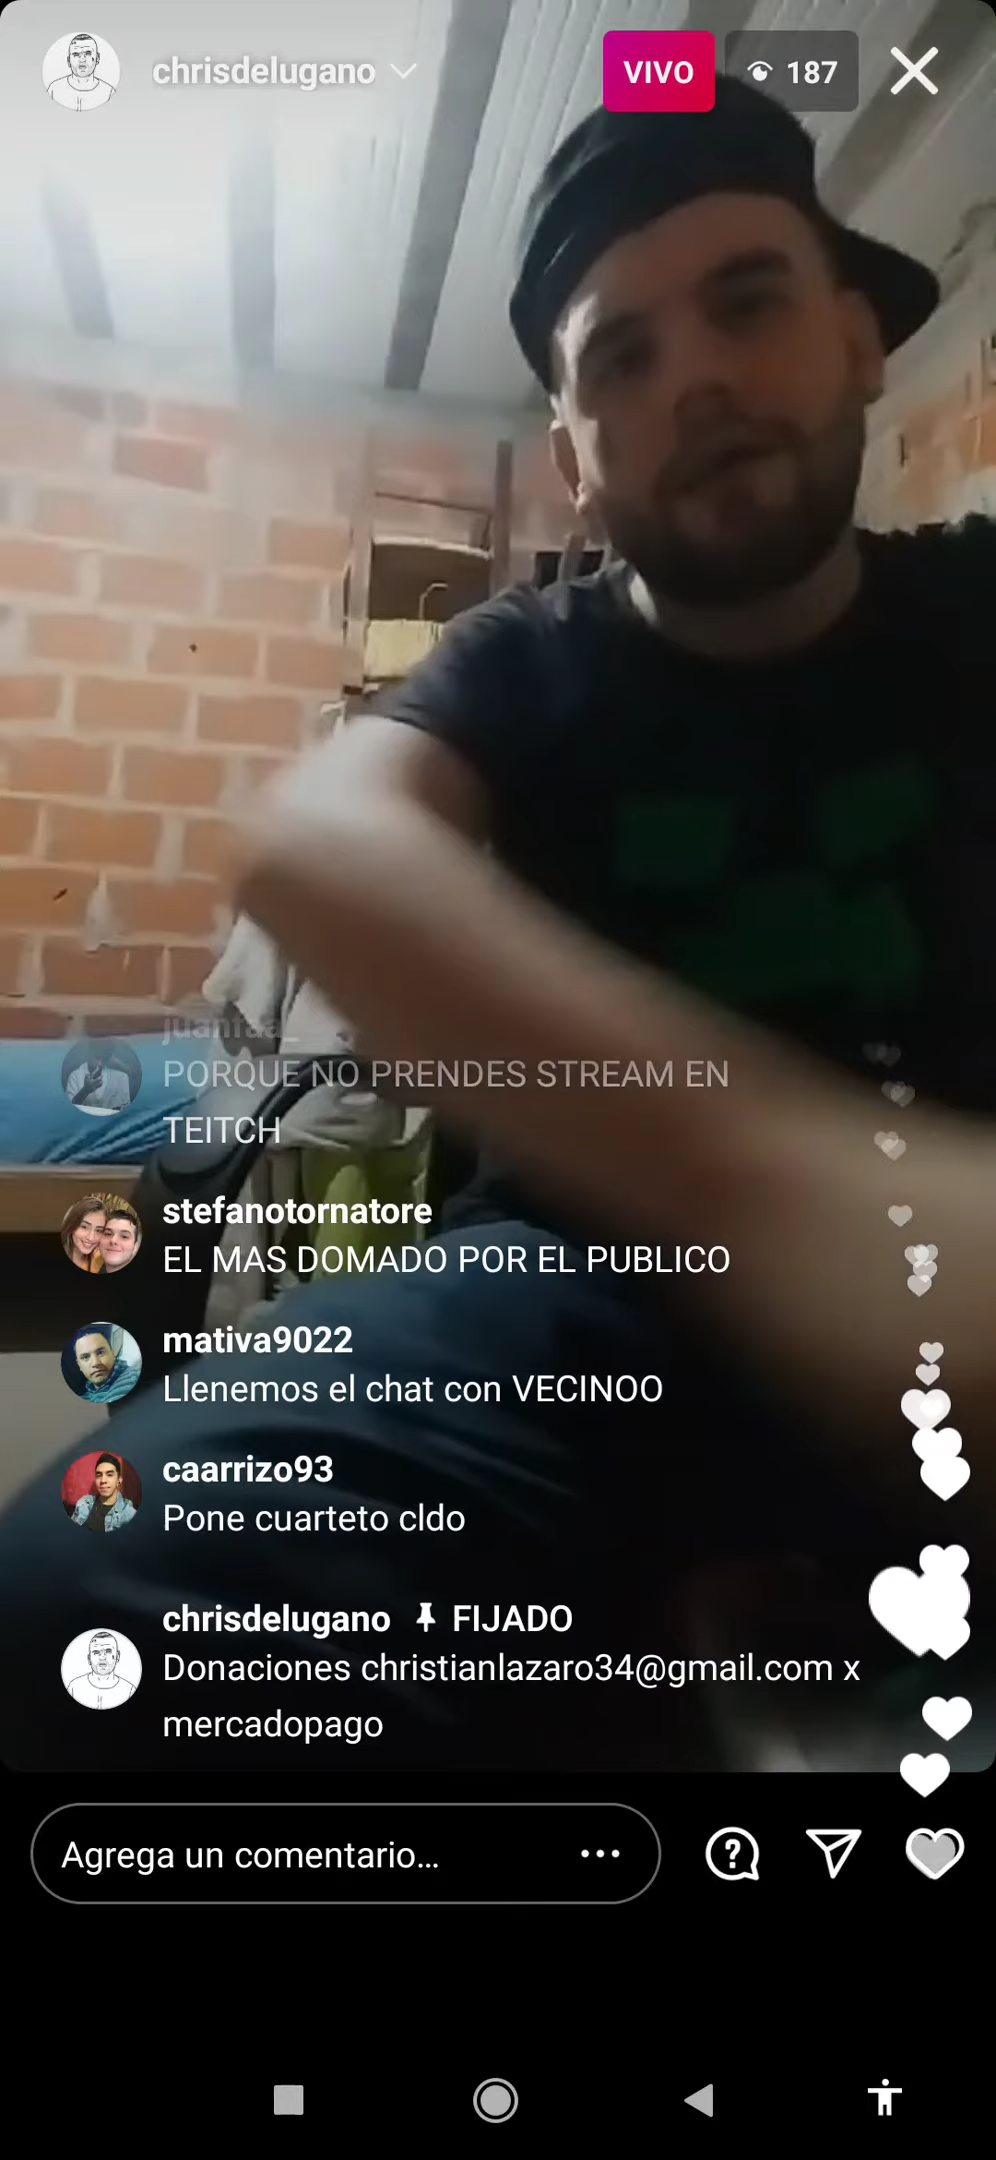 chrisdelugano
VIVO
187
juanfaa_
PORQUE NO PRENDES STREAM EN
TEITCH
stefanotornatore
EL MAS DOMADO POR EL PUBLICO
mativa9022
Llenemos el chat con VECINOO
caarrizo93
Pone cuarteto cldo
chrisdelugano FIJADO
Donaciones christianlazaro34@gmail.com x
mercadopago
Agrega un comentario...